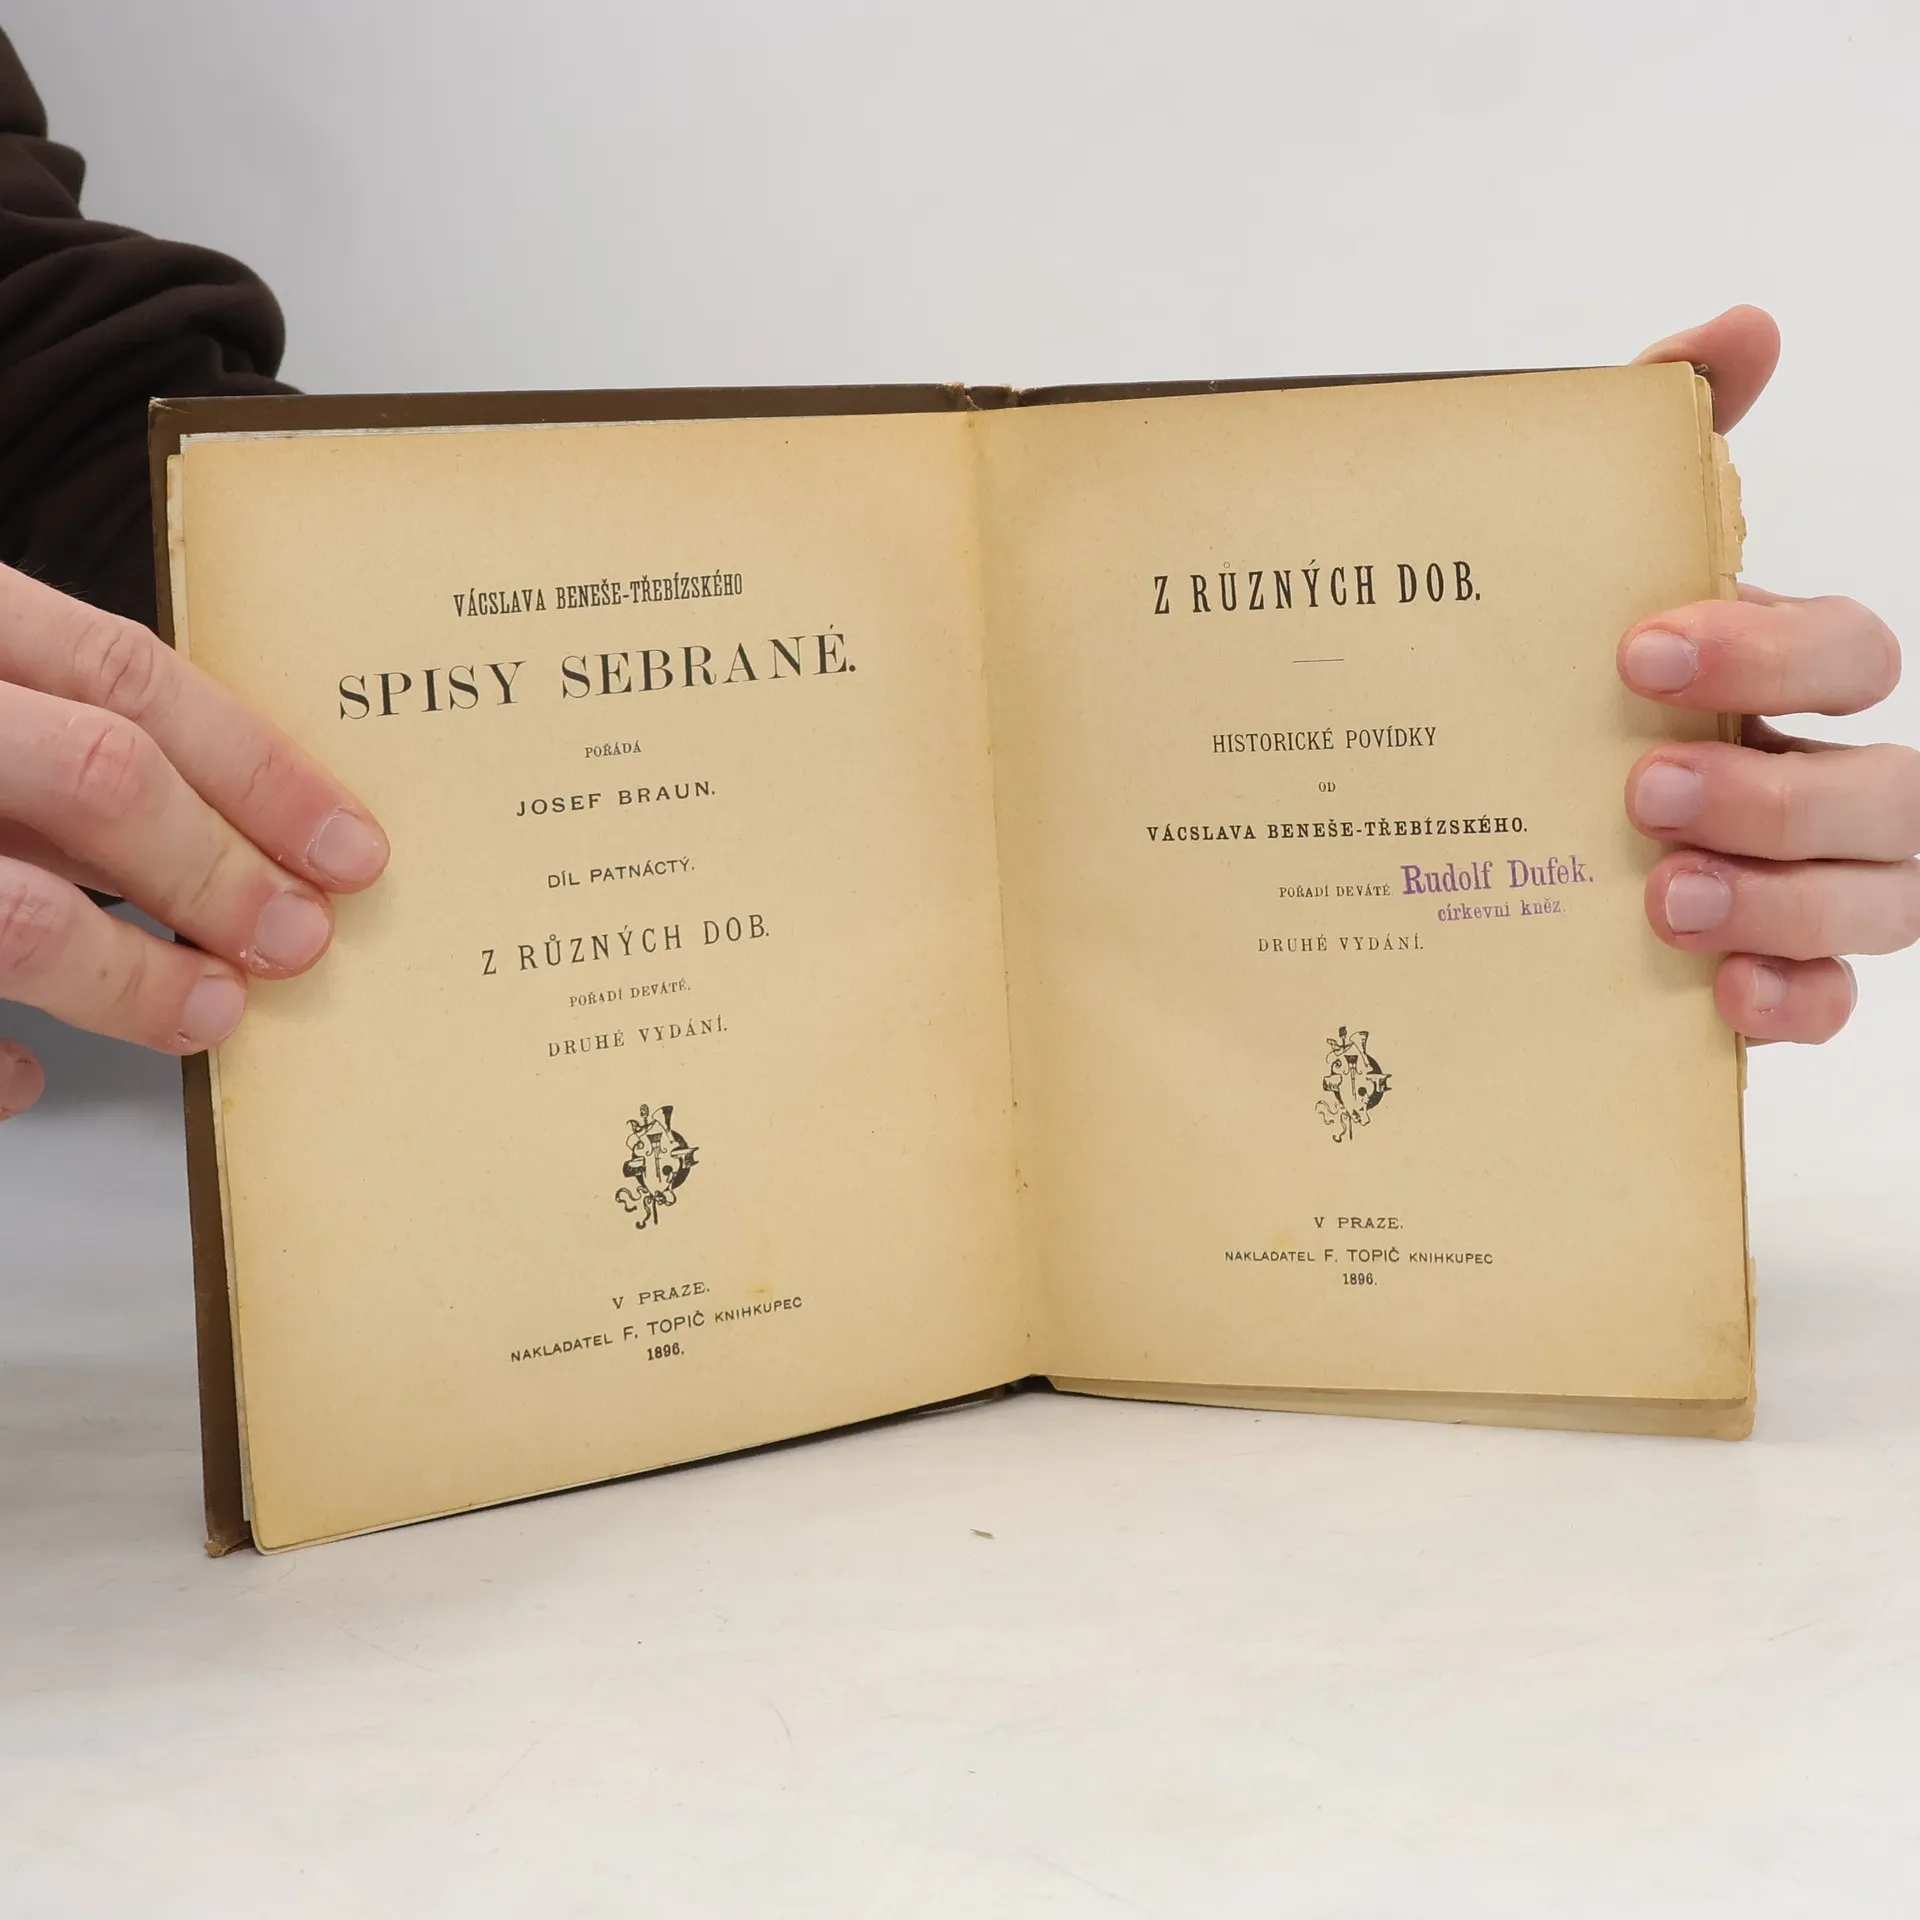 VÁCSLAVA BENEŠE-TŘEBÍZSKÉHO
SPISY SEBRANÉ.
POŘÁDÁ
JOSEF BRAUN.
DÍL PATNÁCTÝ.
Z RŮZNÝCH DOB.
POŘADÍ DEVÁTÉ.
DRUHÉ VYDÁNÍ.
V PRAZE.
NAKLADATEL F. TOPIČ KNIHKUPEC
1896.
Z RŮZNÝCH DOB.
HISTORICKÉ POVÍDKY
OD
VÁCSLAVA BENEŠE-TŘEBÍZSKÉHO.
POŘADÍ DEVÁTÉ
Rudolf Dufek.
církevní kněz.
DRUHÉ VYDÁNÍ.
V PRAZE.
NAKLADATEL F. TOPIČ KNIHKUPEC
1896.